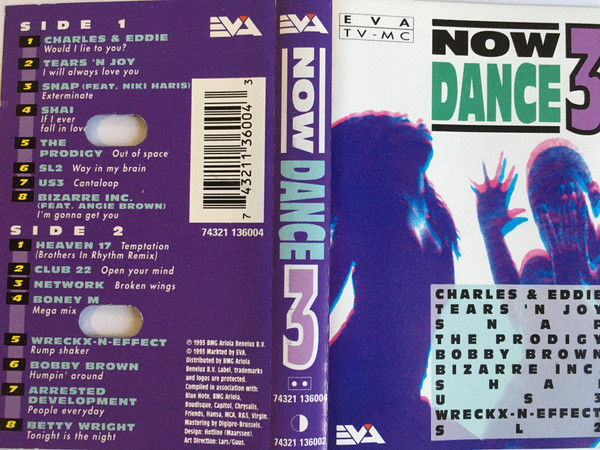 SIDE 1
1 CHARLES & EDDIE
Would I lie to you?
2 TEARS 'N JOY
I will always love you
3 SNAP (FEAT. NIKI HARIS)
Exterminate
4 SHAI
If I ever
fall in love
5 THE
PRODIGY Out of space
6 SL2 Way in my brain
7 US3 Cantaloop
8 BIZARRE INC.
(FEAT. ANGIE BROWN)
I'm gonna get you
SIDE 2
1 HEAVEN 17 Temptation
(Brothers In Rhythm Remix)
2 CLUB 22 Open your mind
3 NETWORK Broken wings
4 BONEY M
Mega mix
5 WRECKX-N-EFFECT
Rump shaker
6 BOBBY BROWN
Humpin' around
7 ARRESTED
DEVELOPMENT
People everyday
8 BETTY WRIGHT
Tonight is the night
EVA
7 43211 36004 3
74321 136004
℗ 1993 BMG Ariola Benelux B.V.
© 1993 Markted by EVA.
Distributed by BMG Ariola
Benelux B.V. Label, trademarks
and logos are protected.
Compiled in association with:
Blue Note, BMG Ariola,
Boudisque, Capitol, Chrysalis,
Friends, Hansa, MCA, R&S, Virgin.
Mastering by Digipro-Brussels.
Design: Hotline (Maarssen).
Art Direction: Lars/Guus.
EVA
NOW DANCE 3
74321 136004
74321 136002
EVA
TV-MC
NOW
DANCE 3
CHARLES & EDDIE
TEARS 'N JOY
SNAP
THE PRODIGY
BOBBY BROWN
BIZARRE INC.
SHAI
US3
WRECKX-N-EFFECT
SL2
EVA